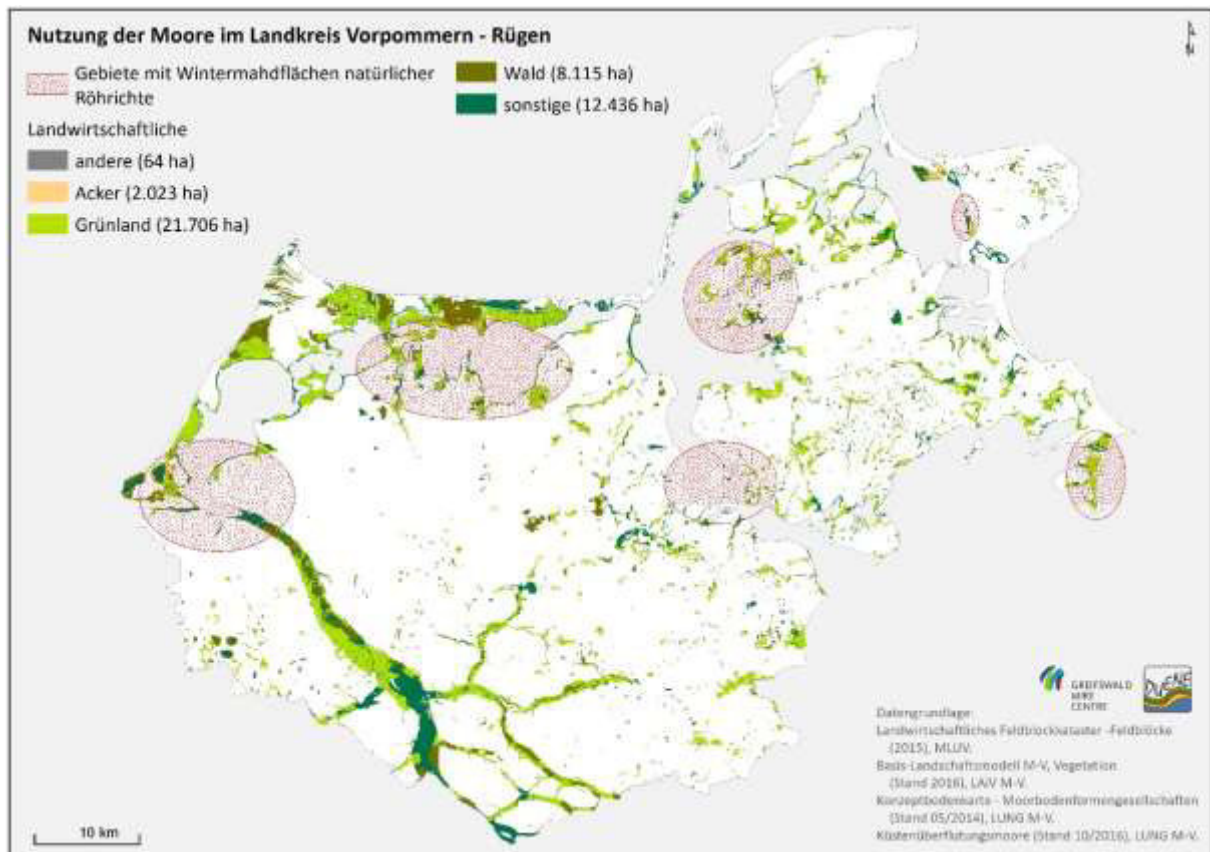 Nutzung der Moore im Landkreis Vorpommern - Rügen
Gebiete mit Wintermahdflächen natürlicher
Röhrichte
Landwirtschaftliche
andere (64 ha)
Acker (2.023 ha)
Grünland (21.706 ha)
Wald (8.115 ha)
sonstige (12.436 ha)
N
10 km
GREIFSWALD
MIRE
CENTRE
DUENE
Datengrundlage:
Landwirtschaftliches Feldblockkataster -Feldblöcke
(2015), MLUV.
Basis-Landschaftsmodell M-V, Vegetation
(Stand 2016), LAiV M-V.
Konzeptbodenkarte - Moorbodenformengesellschaften
(Stand 05/2014), LUNG M-V.
Küstenüberflutungsmoore (Stand 10/2016), LUNG M-V.